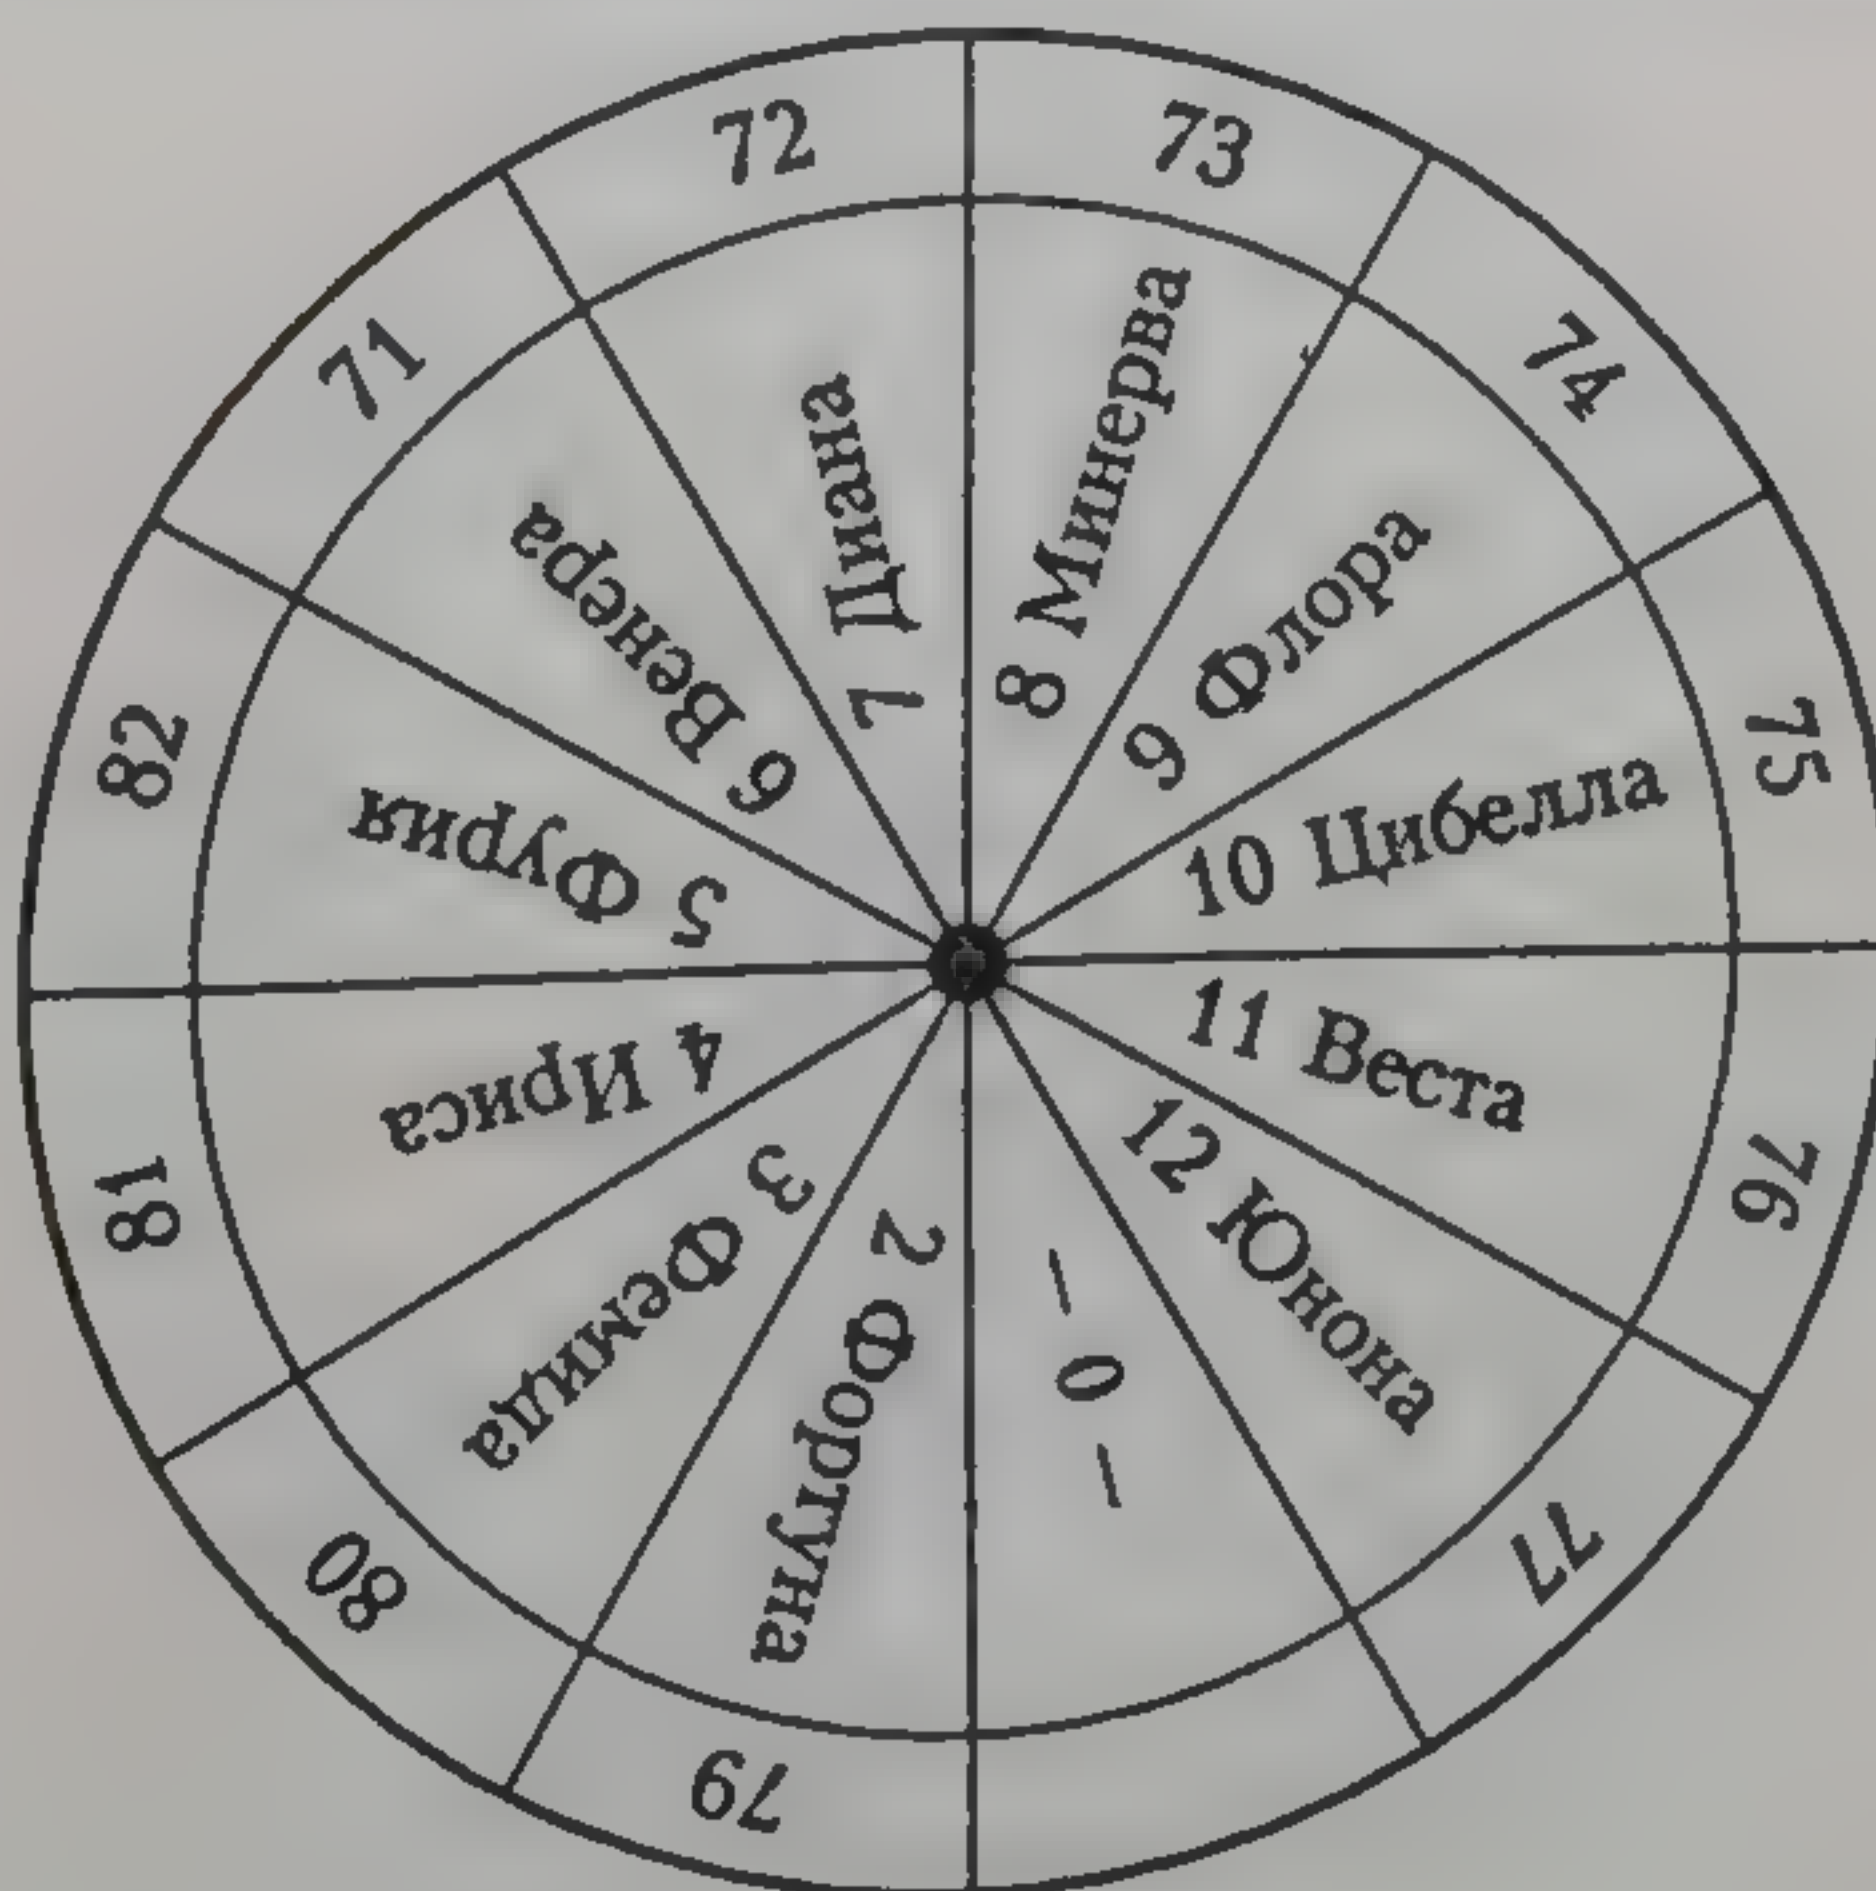 72
73
74
75
76
77
79
80
81
82
71
7 Диана
8 Минерва
9 Флора
10 Цибелла
11 Веста
12 Юнона
– 0 –
2 Фортуна
3 Фемида
4 Ириса
5 Фурия
6 Венера